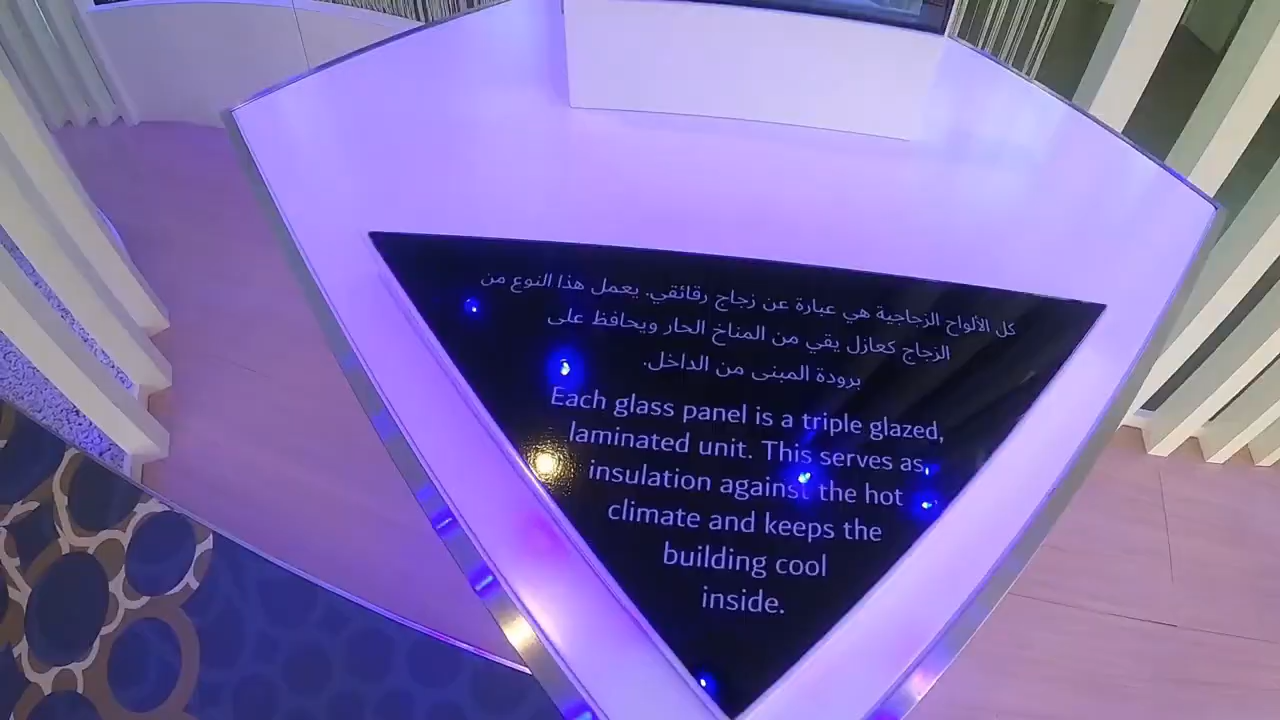 كل الألواح الزجاجية هي عبارة عن زجاج رقائقي. يعمل هذا النوع من
الزجاج كعازل يقي من المناخ الحار ويحافظ على
برودة المبنى من الداخل.
Each glass panel is a triple glazed,
laminated unit. This serves as
insulation against the hot
climate and keeps the
building cool
inside.